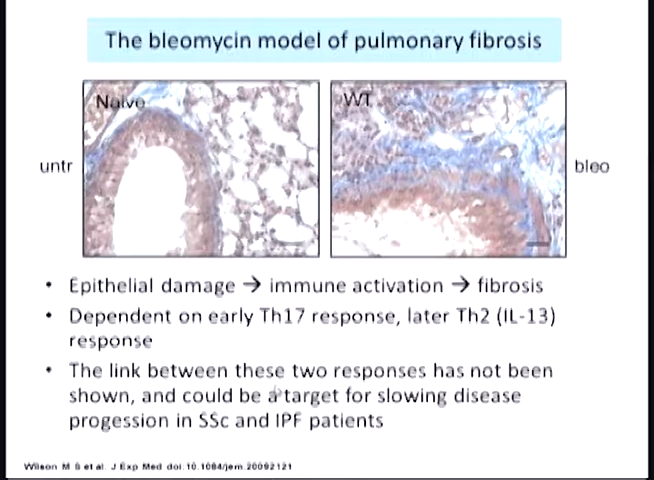 The bleomycin model of pulmonary fibrosis
Naive
WT
untr
bleo
• Epithelial damage → immune activation → fibrosis
• Dependent on early Th17 response, later Th2 (IL-13)
response
• The link between these two responses has not been
shown, and could be a target for slowing disease
progession in SSc and IPF patients
Wilson M S et al. J Exp Med doi:10.1084/jem.20092121